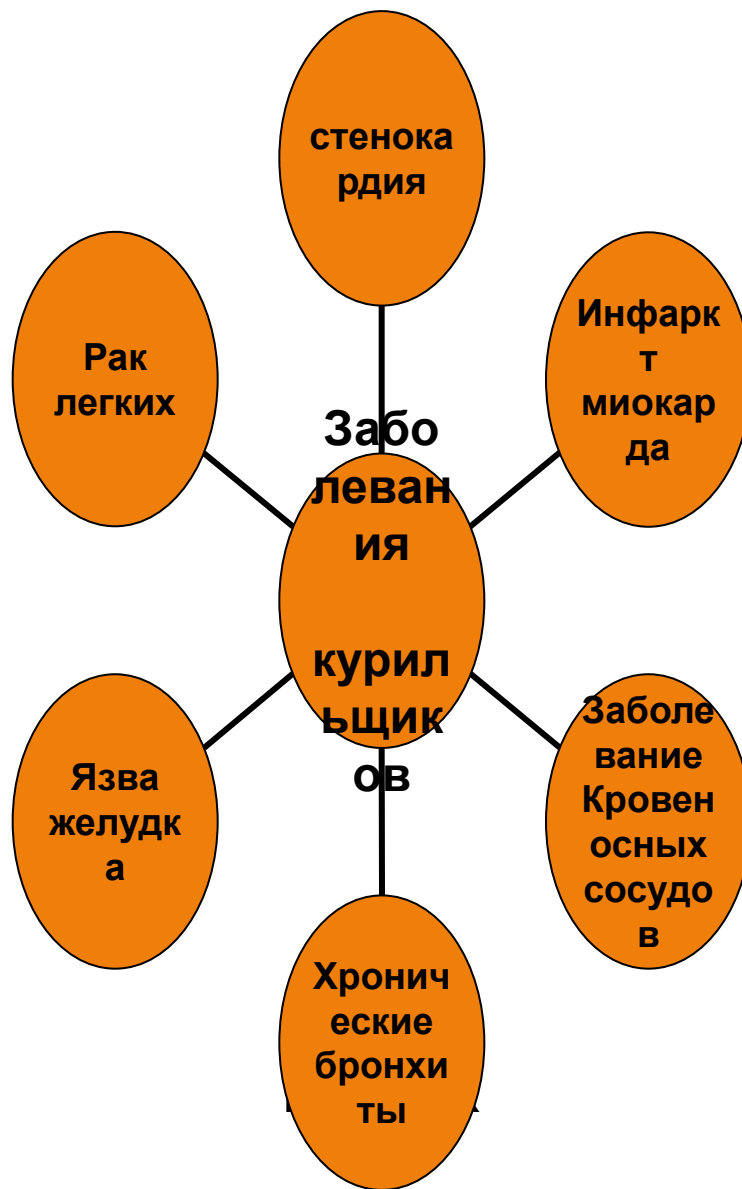 стенока
рдия
Инфарк
т
миокар
да
Рак
легких
Забо
леван
ия
курил
ьщик
ов
Заболе
вание
Кровен
осных
сосудо
в
Язва
желудк
а
Хронич
еские
бронхи
ты